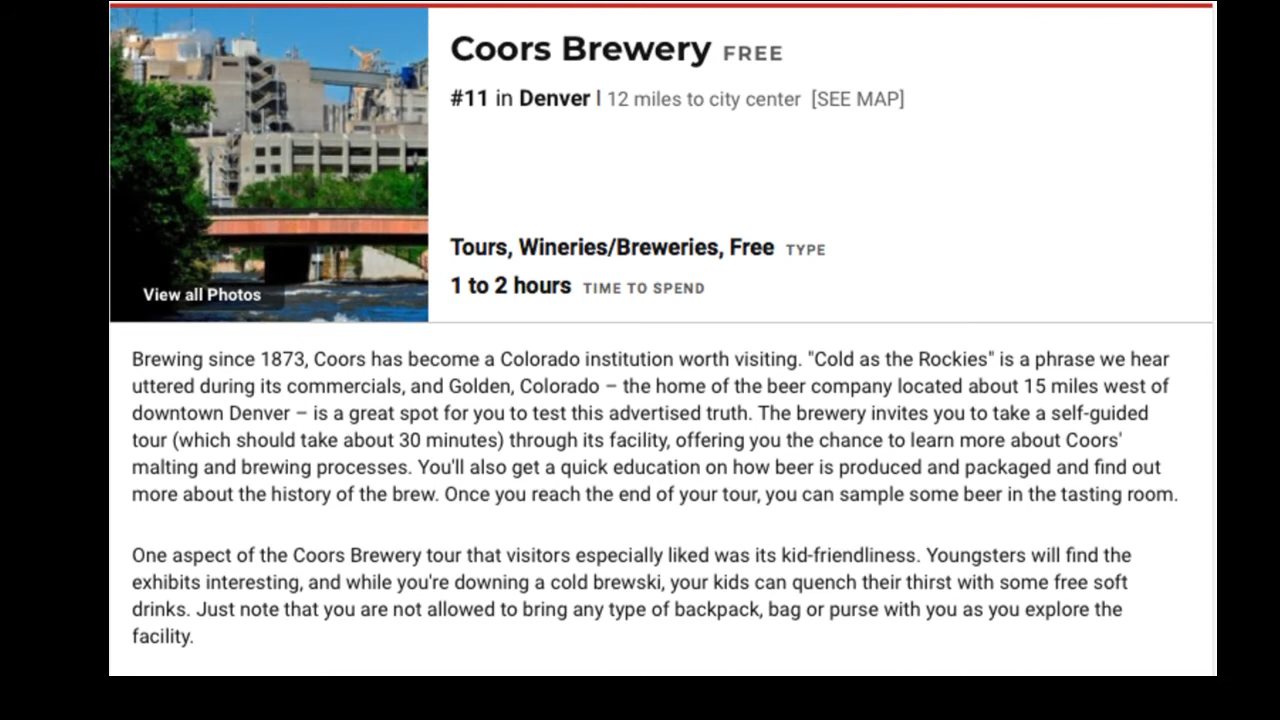 Coors Brewery FREE
#11 in Denver | 12 miles to city center [SEE MAP]
Tours, Wineries/Breweries, Free TYPE
1 to 2 hours TIME TO SPEND
View all Photos
Brewing since 1873, Coors has become a Colorado institution worth visiting. "Cold as the Rockies" is a phrase we hear
uttered during its commercials, and Golden, Colorado – the home of the beer company located about 15 miles west of
downtown Denver – is a great spot for you to test this advertised truth. The brewery invites you to take a self-guided
tour (which should take about 30 minutes) through its facility, offering you the chance to learn more about Coors'
malting and brewing processes. You'll also get a quick education on how beer is produced and packaged and find out
more about the history of the brew. Once you reach the end of your tour, you can sample some beer in the tasting room.
One aspect of the Coors Brewery tour that visitors especially liked was its kid-friendliness. Youngsters will find the
exhibits interesting, and while you're downing a cold brewski, your kids can quench their thirst with some free soft
drinks. Just note that you are not allowed to bring any type of backpack, bag or purse with you as you explore the
facility.